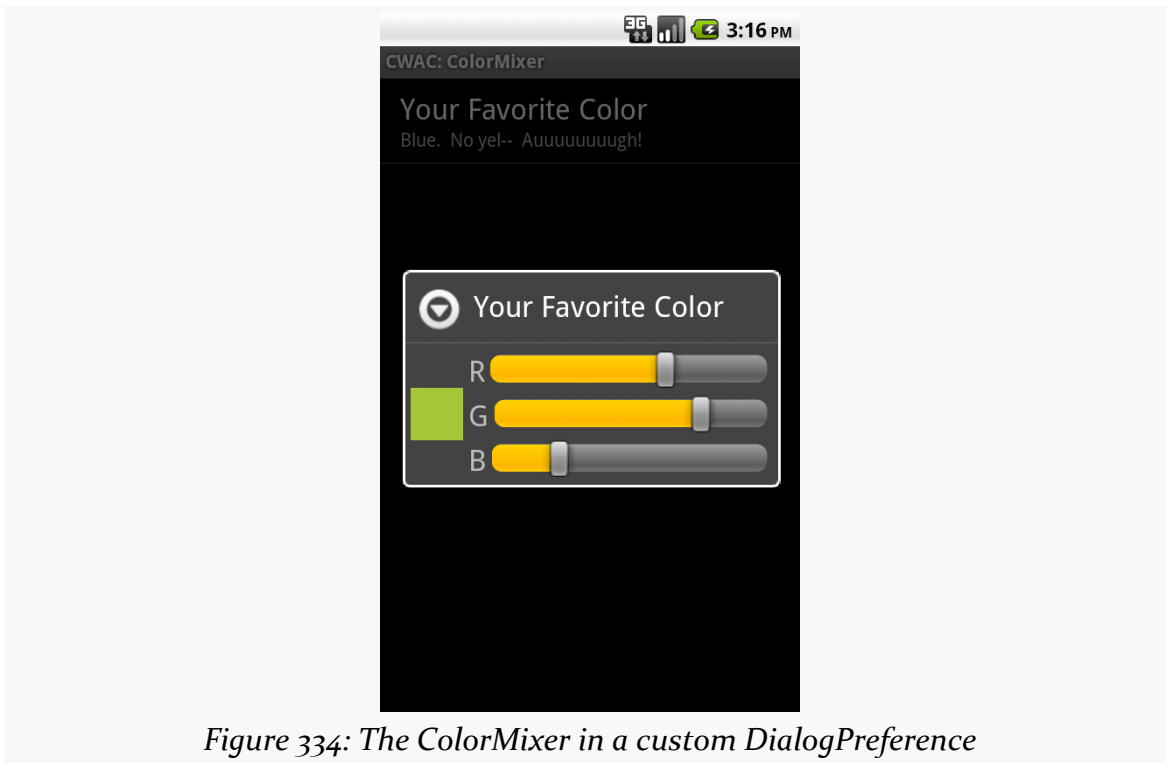 3G 3:16 PM
CWAC: ColorMixer
Your Favorite Color
Blue.  No yel--  Auuuuuuuugh!
Your Favorite Color
R
G
B
Figure 334: The ColorMixer in a custom DialogPreference